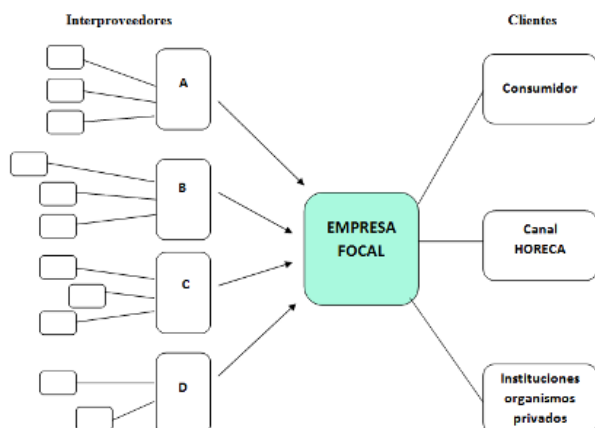 Interproveedores
Clientes
A
Consumidor
B
EMPRESA
FOCAL
Canal
HORECA
C
D
Instituciones
organismos
privados